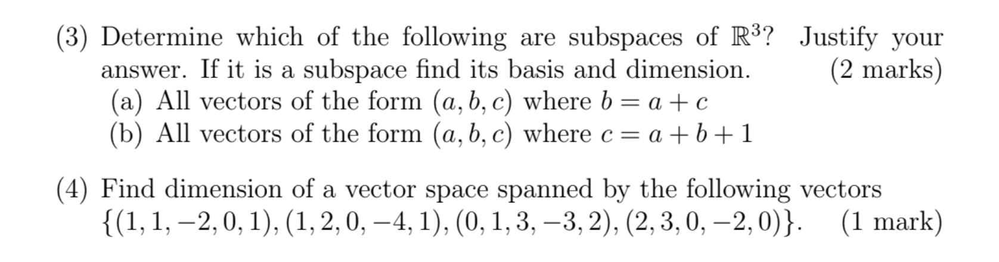 (3) Determine which of the following are subspaces of ℝ³? Justify your
answer. If it is a subspace find its basis and dimension. (2 marks)
(a) All vectors of the form (a, b, c) where b = a + c
(b) All vectors of the form (a, b, c) where c = a + b + 1
(4) Find dimension of a vector space spanned by the following vectors
{(1, 1, −2, 0, 1), (1, 2, 0, −4, 1), (0, 1, 3, −3, 2), (2, 3, 0, −2, 0)}. (1 mark)